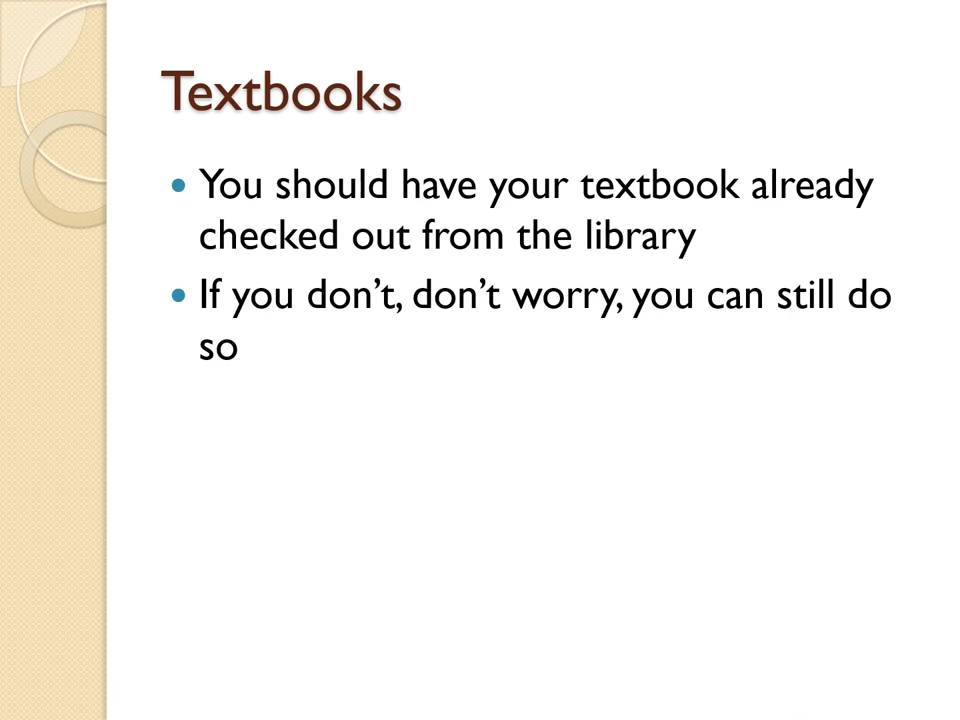 Textbooks
• You should have your textbook already
checked out from the library
• If you don’t, don’t worry, you can still do
so